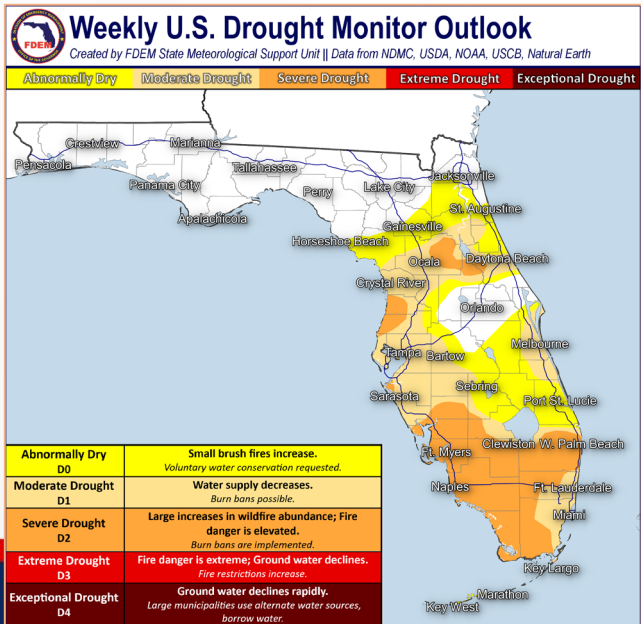 FDEM
Weekly U.S. Drought Monitor Outlook
Created by FDEM State Meteorological Support Unit || Data from NDMC, USDA, NOAA, USCB, Natural Earth
Abnormally Dry Moderate Drought Severe Drought Extreme Drought Exceptional Drought
Crestview
Marianna
Pensacola
Tallahassee
Jacksonville
Panama City
Perry
Lake City
Apalachicola
St. Augustine
Gainesville
Horseshoe Beach
Ocala
Daytona Beach
Crystal River
Orlando
Melbourne
Tampa
Bartow
Sebring
Sarasota
Port St. Lucie
Clewiston
W. Palm Beach
Ft. Myers
Naples
Ft. Lauderdale
Miami
Key Largo
Marathon
Key West
Abnormally Dry
D0
Small brush fires increase.
Voluntary water conservation requested.
Moderate Drought
D1
Water supply decreases.
Burn bans possible.
Severe Drought
D2
Large increases in wildfire abundance; Fire
danger is elevated.
Burn bans are implemented.
Extreme Drought
D3
Fire danger is extreme; Ground water declines.
Fire restrictions increase.
Exceptional Drought
D4
Ground water declines rapidly.
Large municipalities use alternate water sources,
borrow water.